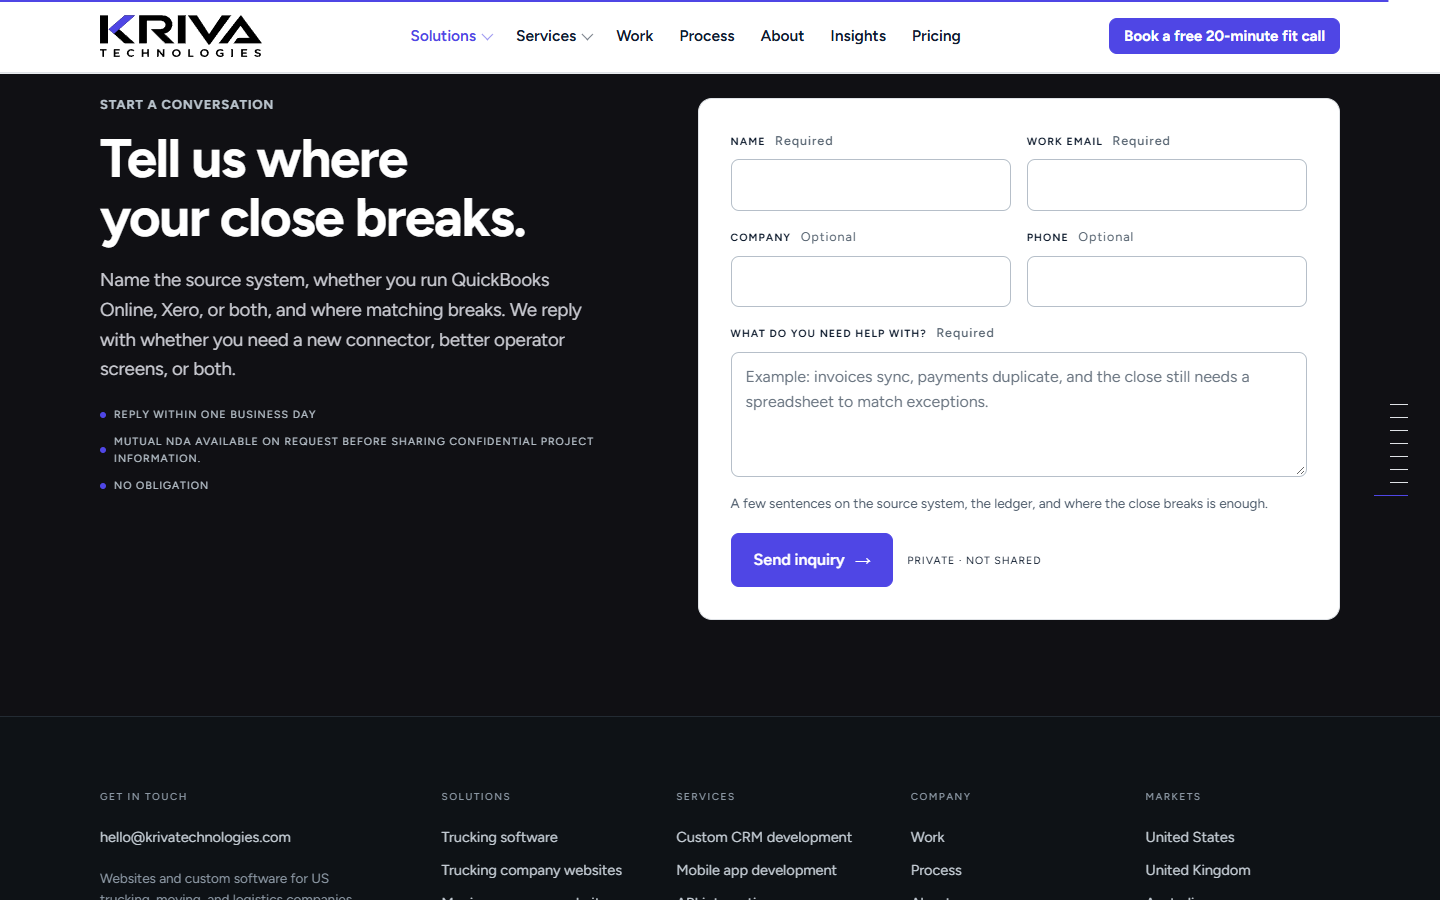 KRIVA
TECHNOLOGIES
Solutions
Services
Work
Process
About
Insights
Pricing
Book a free 20-minute fit call
START A CONVERSATION
Tell us where
your close breaks.
Name the source system, whether you run QuickBooks
Online, Xero, or both, and where matching breaks. We reply
with whether you need a new connector, better operator
screens, or both.
REPLY WITHIN ONE BUSINESS DAY
MUTUAL NDA AVAILABLE ON REQUEST BEFORE SHARING CONFIDENTIAL PROJECT
INFORMATION.
NO OBLIGATION
NAME Required
WORK EMAIL Required
COMPANY Optional
PHONE Optional
WHAT DO YOU NEED HELP WITH? Required
Example: invoices sync, payments duplicate, and the close still needs a
spreadsheet to match exceptions.
A few sentences on the source system, the ledger, and where the close breaks is enough.
Send inquiry →
PRIVATE · NOT SHARED
GET IN TOUCH
hello@krivatechnologies.com
Websites and custom software for US
trucking, moving, and logistics companies
SOLUTIONS
Trucking software
Trucking company websites
SERVICES
Custom CRM development
Mobile app development
COMPANY
Work
Process
MARKETS
United States
United Kingdom